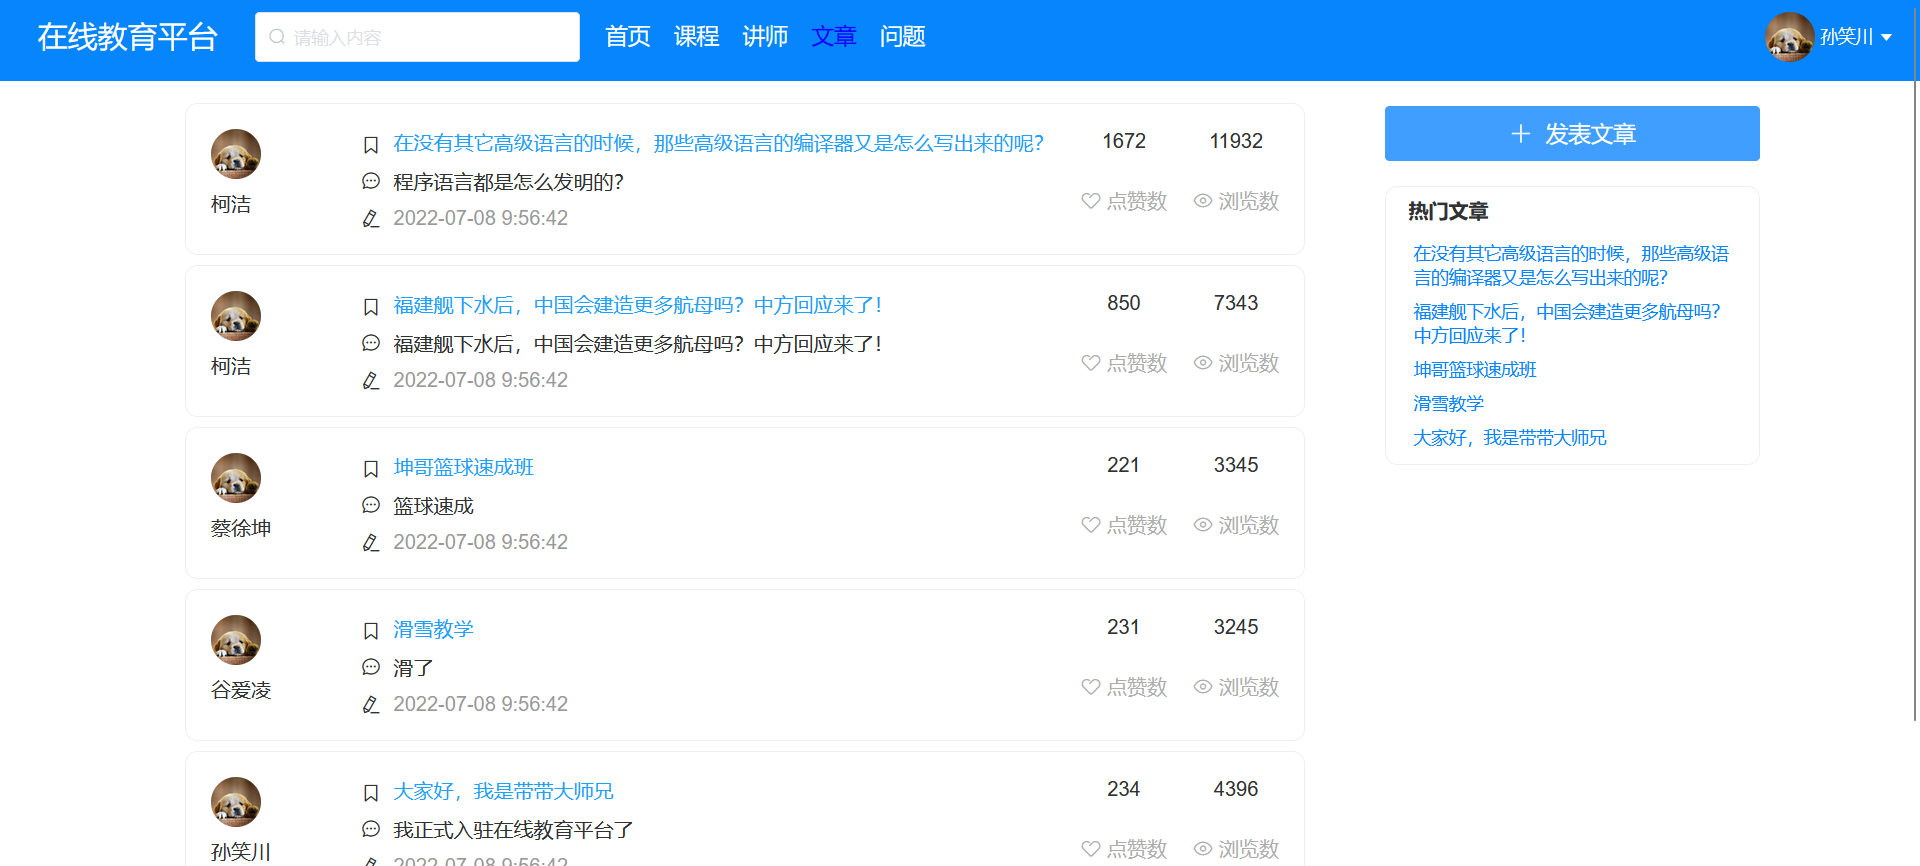 在线教育平台
请输入内容
首页 课程 讲师 文章 问题
孙笑川
柯洁
在没有其它高级语言的时候，那些高级语言的编译器又是怎么写出来的呢？
程序语言都是怎么发明的？
2022-07-08 9:56:42
1672 11932
点赞数 浏览数
柯洁
福建舰下水后，中国会建造更多航母吗？中方回应来了！
福建舰下水后，中国会建造更多航母吗？中方回应来了！
2022-07-08 9:56:42
850 7343
点赞数 浏览数
蔡徐坤
坤哥篮球速成班
篮球速成
2022-07-08 9:56:42
221 3345
点赞数 浏览数
谷爱凌
滑雪教学
滑了
2022-07-08 9:56:42
231 3245
点赞数 浏览数
孙笑川
大家好，我是带带大师兄
我正式入驻在线教育平台了
2022-07-08 9:56:42
234 4396
点赞数 浏览数
发表文章
热门文章
在没有其它高级语言的时候，那些高级语
言的编译器又是怎么写出来的呢？
福建舰下水后，中国会建造更多航母吗？
中方回应来了！
坤哥篮球速成班
滑雪教学
大家好，我是带带大师兄